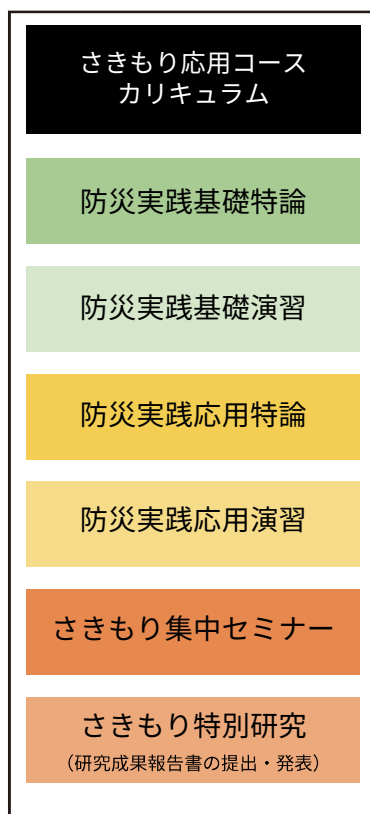 さきもり応用コース
カリキュラム
防災実践基礎特論
防災実践基礎演習
防災実践応用特論
防災実践応用演習
さきもり集中セミナー
さきもり特別研究
（研究成果報告書の提出・発表）